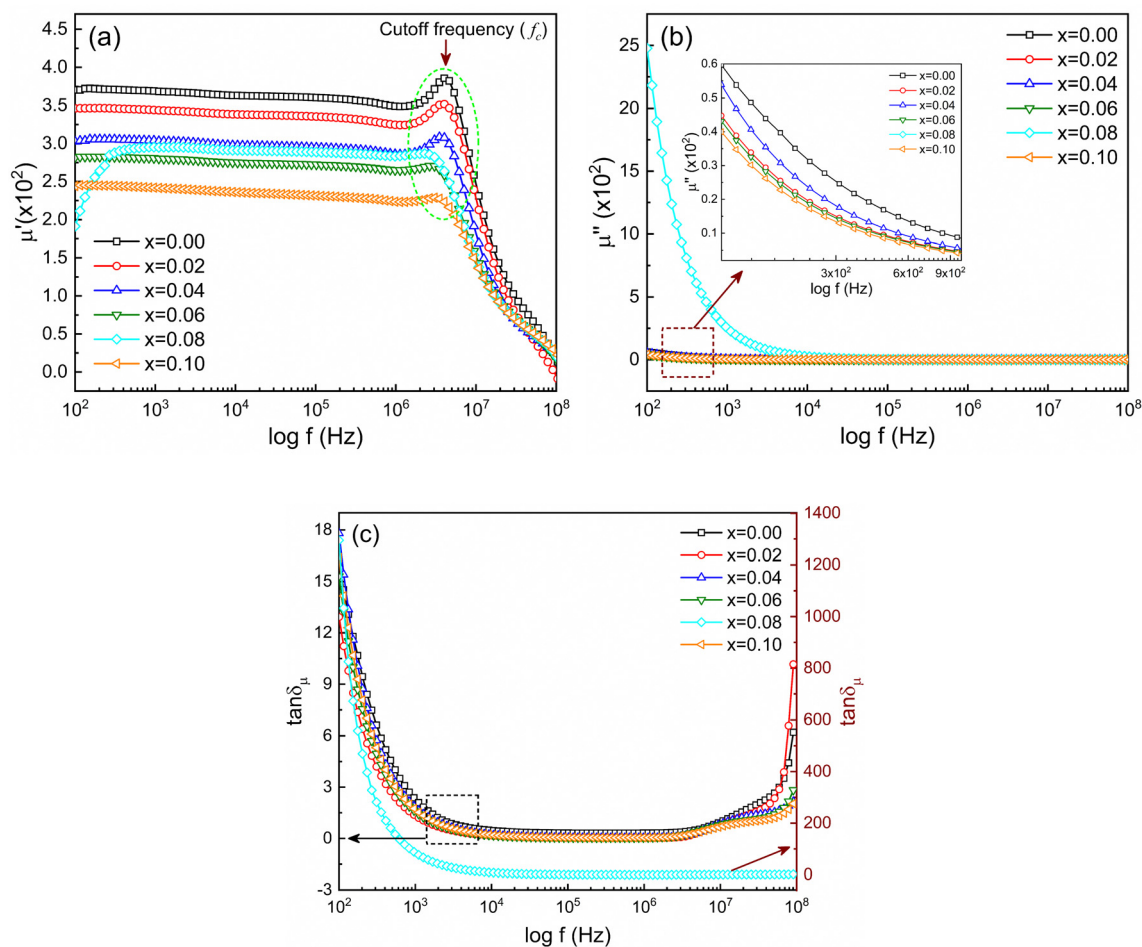 (a)
Cutoff frequency (f_c)
4.5
4.0
3.5
3.0
2.5
2.0
1.5
1.0
0.5
0.0
μ'(x10²)
x=0.00
x=0.02
x=0.04
x=0.06
x=0.08
x=0.10
10² 10³ 10⁴ 10⁵ 10⁶ 10⁷ 10⁸
log f (Hz)
(b)
25
20
15
10
5
0
μ" (x10²)
x=0.00
x=0.02
x=0.04
x=0.06
x=0.08
x=0.10
0.6
0.5
0.4
0.3
0.2
0.1
μ" (x10²)
x=0.00
x=0.02
x=0.04
x=0.06
x=0.08
x=0.10
3x10² 6x10² 9x10²
log f (Hz)
10² 10³ 10⁴ 10⁵ 10⁶ 10⁷ 10⁸
log f (Hz)
(c)
18
15
12
9
6
3
0
-3
tanδμ
x=0.00
x=0.02
x=0.04
x=0.06
x=0.08
x=0.10
1400
1200
1000
800
600
400
200
0
tanδμ
10² 10³ 10⁴ 10⁵ 10⁶ 10⁷ 10⁸
log f (Hz)